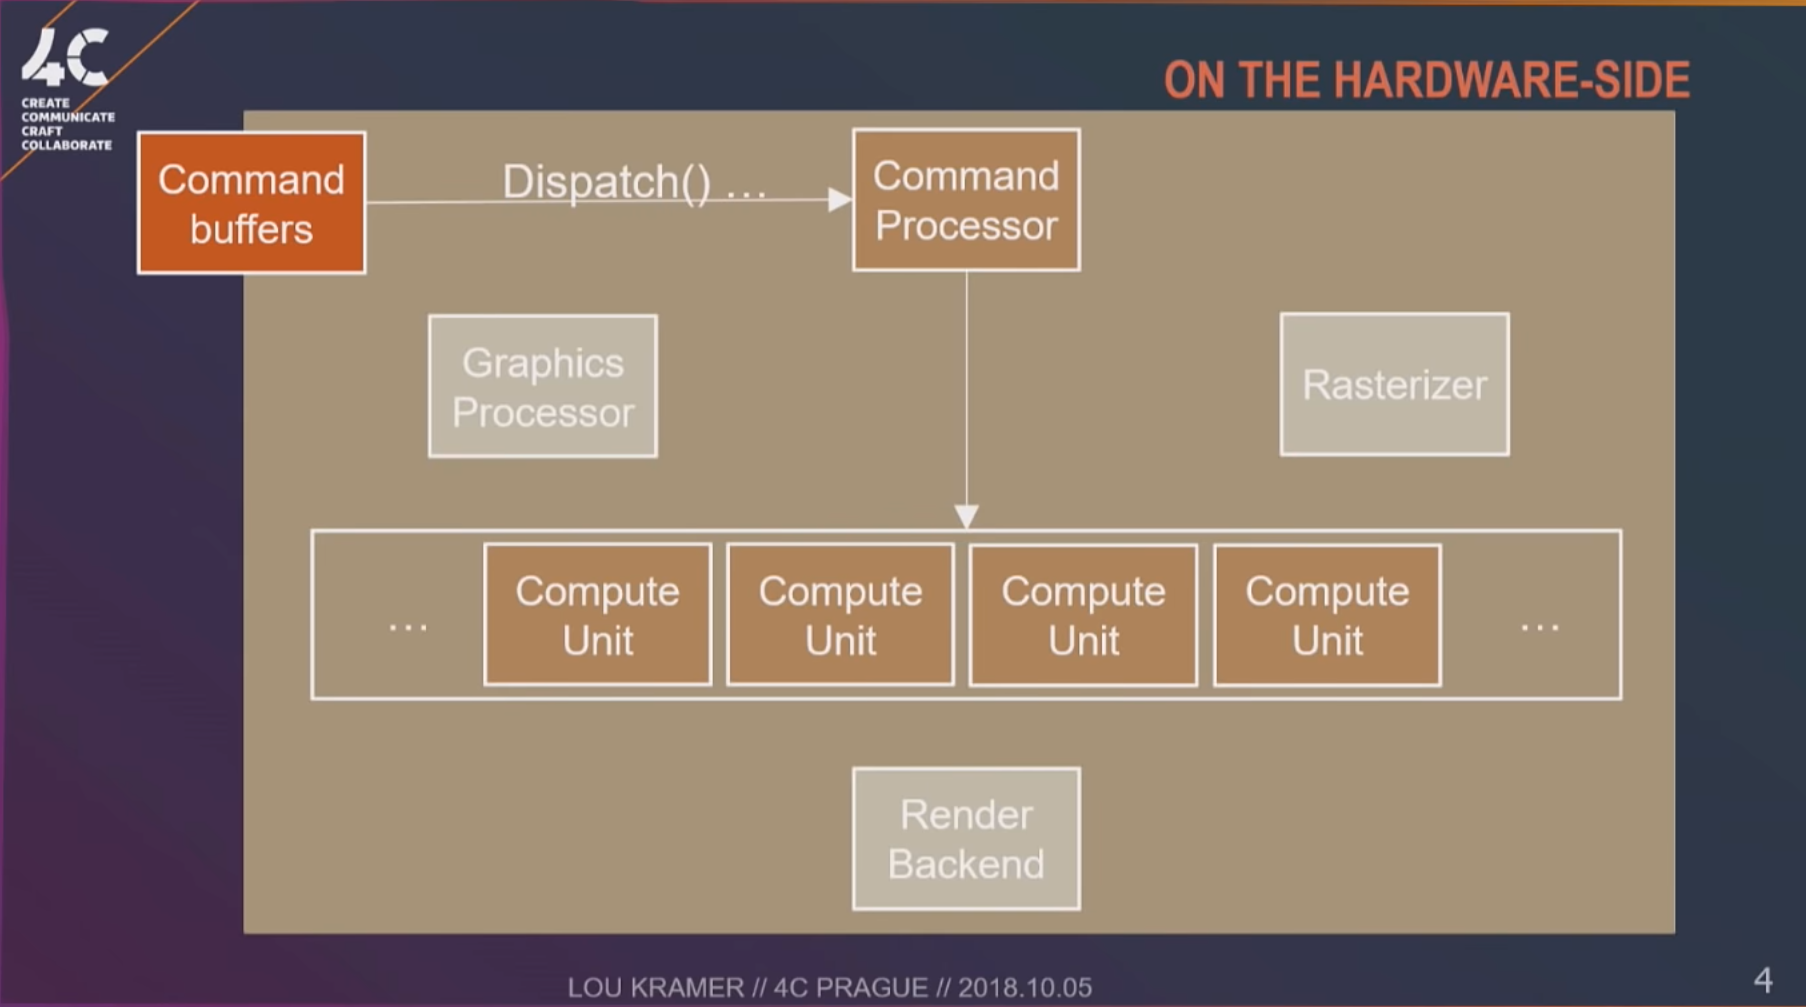 4C
CREATE
COMMUNICATE
CRAFT
COLLABORATE
ON THE HARDWARE-SIDE
Command
buffers
Dispatch() ...
Command
Processor
Graphics
Processor
Rasterizer
...
Compute
Unit
Compute
Unit
Compute
Unit
Compute
Unit
...
Render
Backend
LOU KRAMER // 4C PRAGUE // 2018.10.05
4